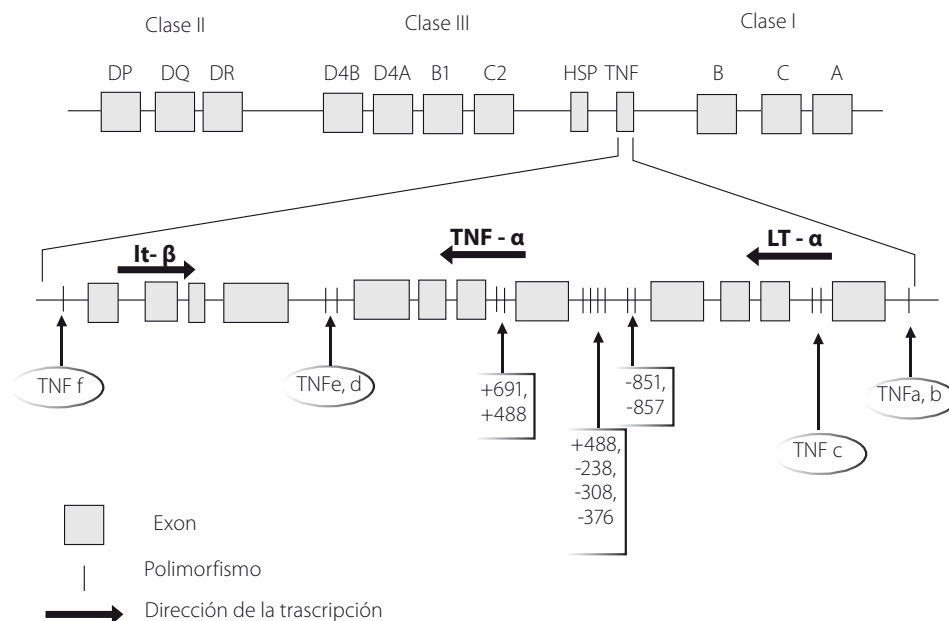 Clase II Clase III Clase I
DP DQ DR D4B D4A B1 C2 HSP TNF B C A
lt- β TNF - α LT - α
TNF f
TNFe, d
+691,
+488
+488,
-238,
-308,
-376
-851,
-857
TNF c
TNFa, b
Exon
Polimorfismo
Dirección de la trascripción